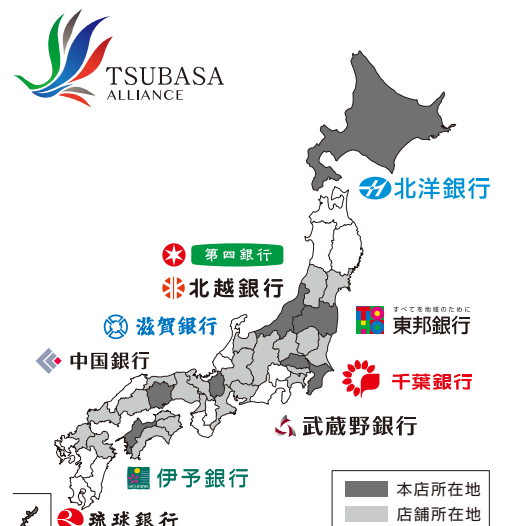 TSUBASA
ALLIANCE
北洋銀行
第四銀行
北越銀行
すべてを地域のために
東邦銀行
滋賀銀行
中国銀行
千葉銀行
武蔵野銀行
伊予銀行
琉球銀行
本店所在地
店舗所在地